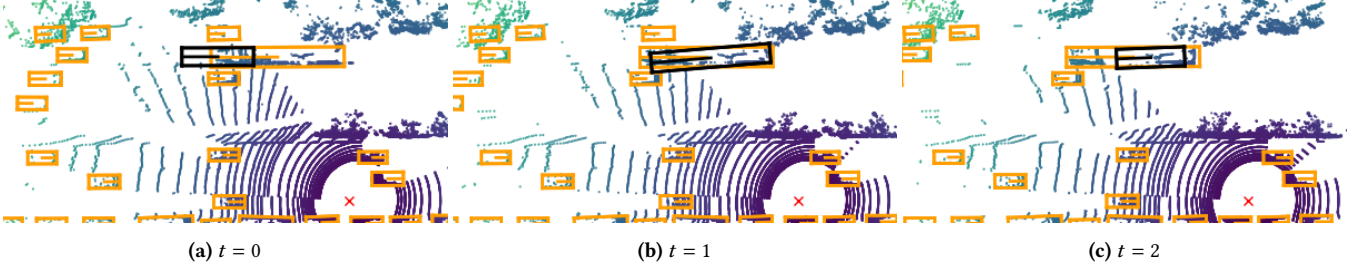 (a) t = 0
(b) t = 1
(c) t = 2